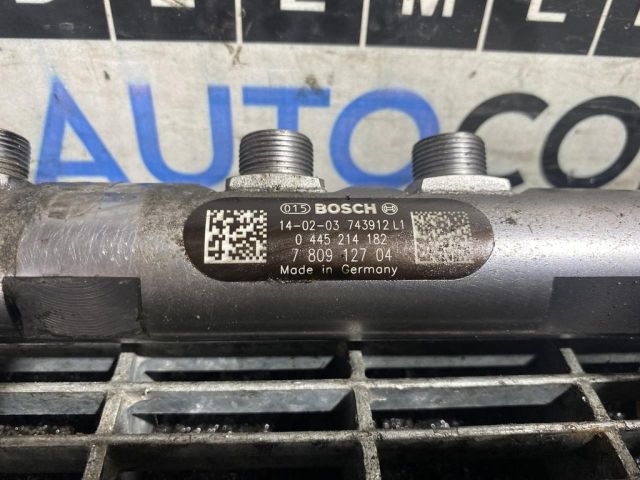 AUTOCO
015 BOSCH
14-02-03 743912 L1
0 445 214 182
7 809 127 04
Made in Germany